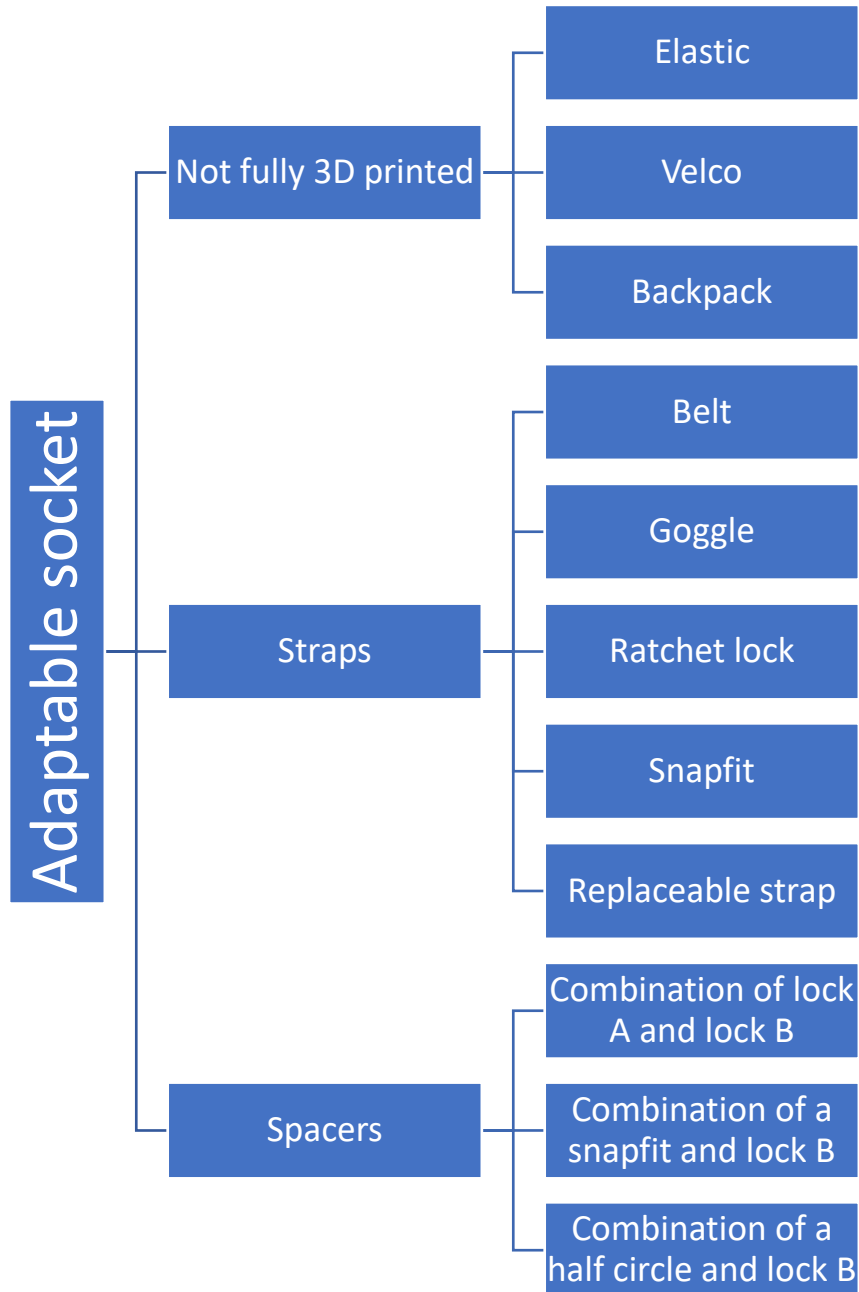 Adaptable socket
Not fully 3D printed
Elastic
Velco
Backpack
Straps
Belt
Goggle
Ratchet lock
Snapfit
Replaceable strap
Spacers
Combination of lock
A and lock B
Combination of a
snapfit and lock B
Combination of a
half circle and lock B